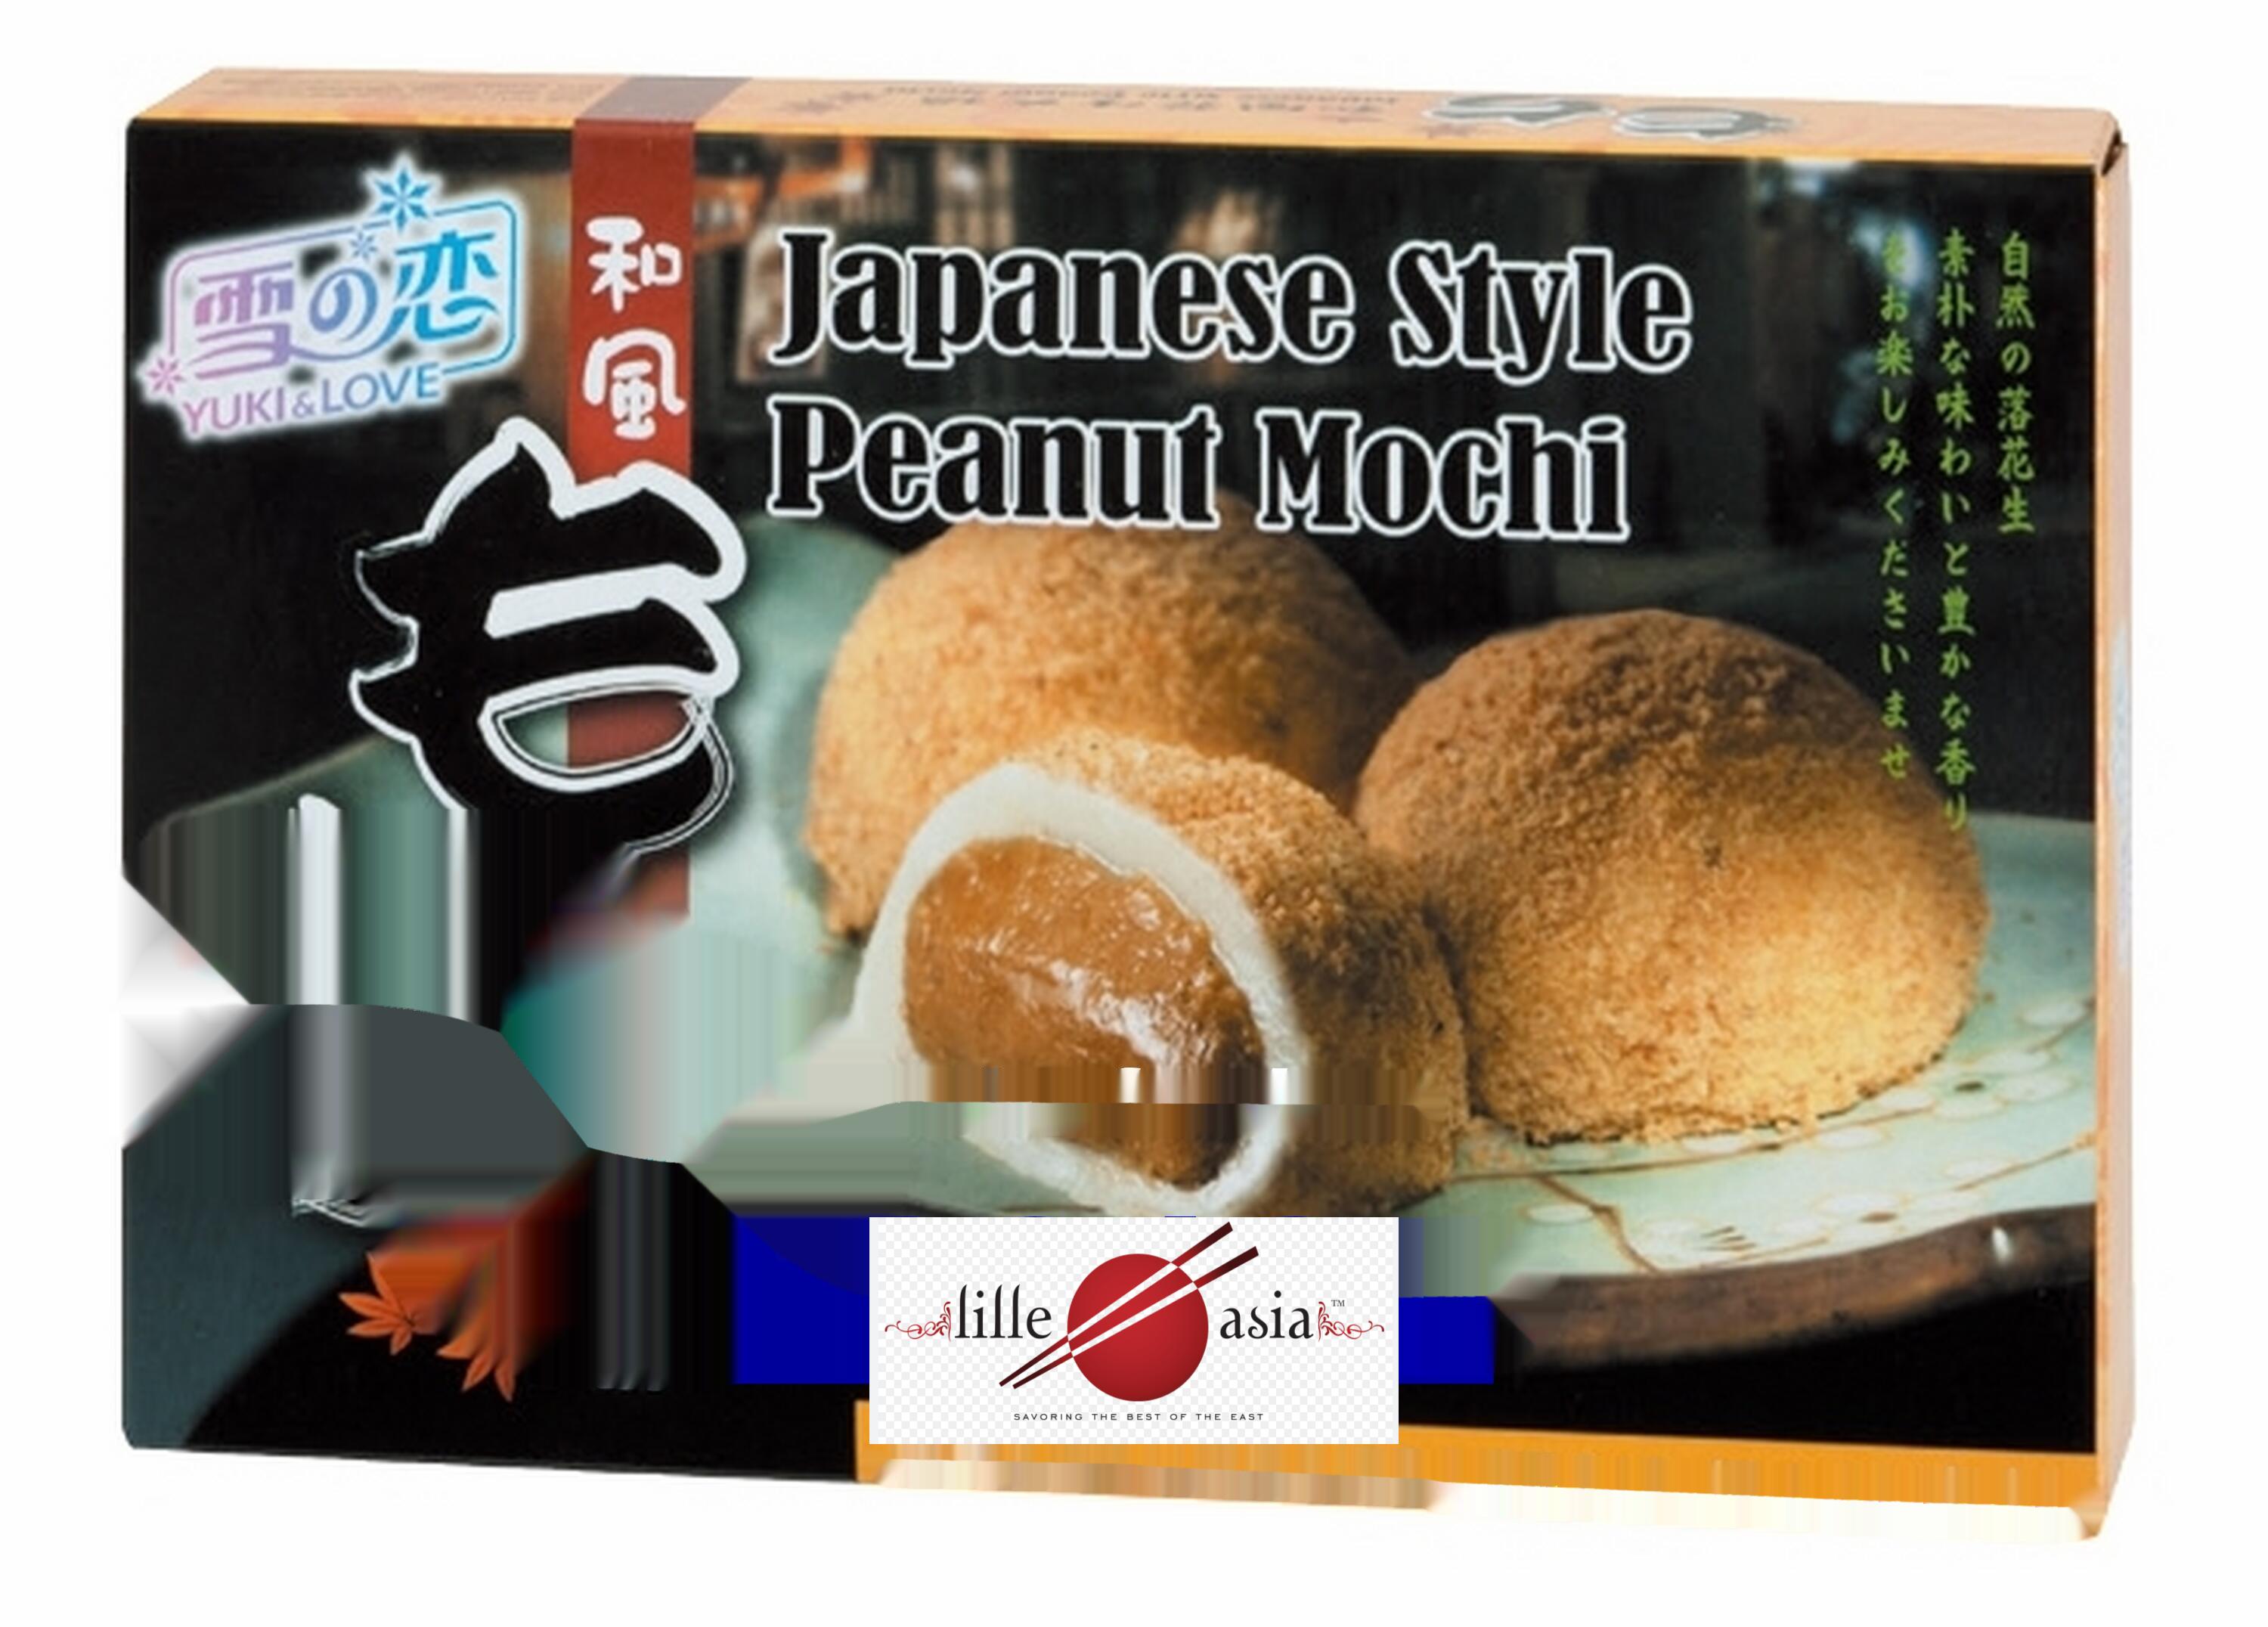 雪の恋
YUKI&LOVE
和風
Japanese Style
Peanut Mochi
自然の落花生
素朴な味わいと豊かな香り
をお楽しみくださいませ
lille asia™
SAVORING THE BEST OF THE EAST